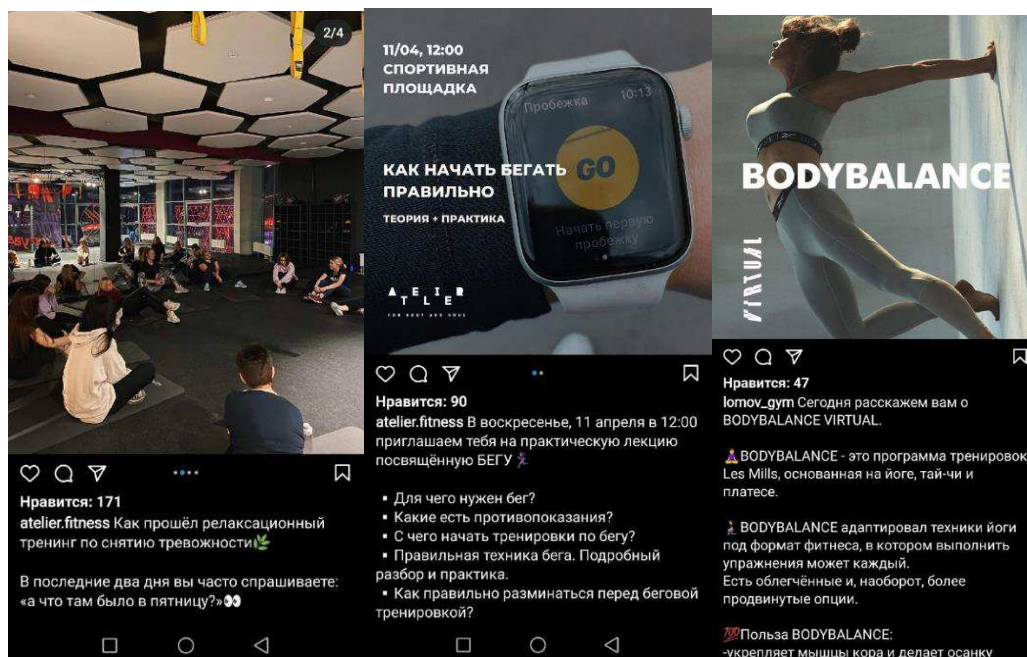 2/4
Нравится: 171
atelier.fitness Как прошёл релаксационный
тренинг по снятию тревожности🌿
В последние два дня вы часто спрашиваете:
«а что там было в пятницу?»👀
11/04, 12:00
СПОРТИВНАЯ
ПЛОЩАДКА
КАК НАЧАТЬ БЕГАТЬ
ПРАВИЛЬНО
ТЕОРИЯ + ПРАКТИКА
Пробежка 10:13
GO
Начать первую
пробежку
ATELIER
FOR BODY AND SOUL
Нравится: 90
atelier.fitness В воскресенье, 11 апреля в 12:00
приглашаем тебя на практическую лекцию
посвящённую БЕГУ🏃‍♀️
▪ Для чего нужен бег?
▪ Какие есть противопоказания?
▪ С чего начать тренировки по бегу?
▪ Правильная техника бега. Подробный
разбор и практика.
▪ Как правильно разминаться перед беговой
тренировкой?
BODYBALANCE
VIRTUAL
Нравится: 47
lomov_gym Сегодня расскажем вам о
BODYBALANCE VIRTUAL.
🧘‍♀️BODYBALANCE - это программа тренировок
Les Mills, основанная на йоге, тай-чи и
платесе.
🧘‍♀️BODYBALANCE адаптировал техники йоги
под формат фитнеса, в котором выполнить
упражнения может каждый.
Есть облегчённые и, наоборот, более
продвинутые опции.
💯Польза BODYBALANCE:
-укрепляет мышцы кора и делает осанку